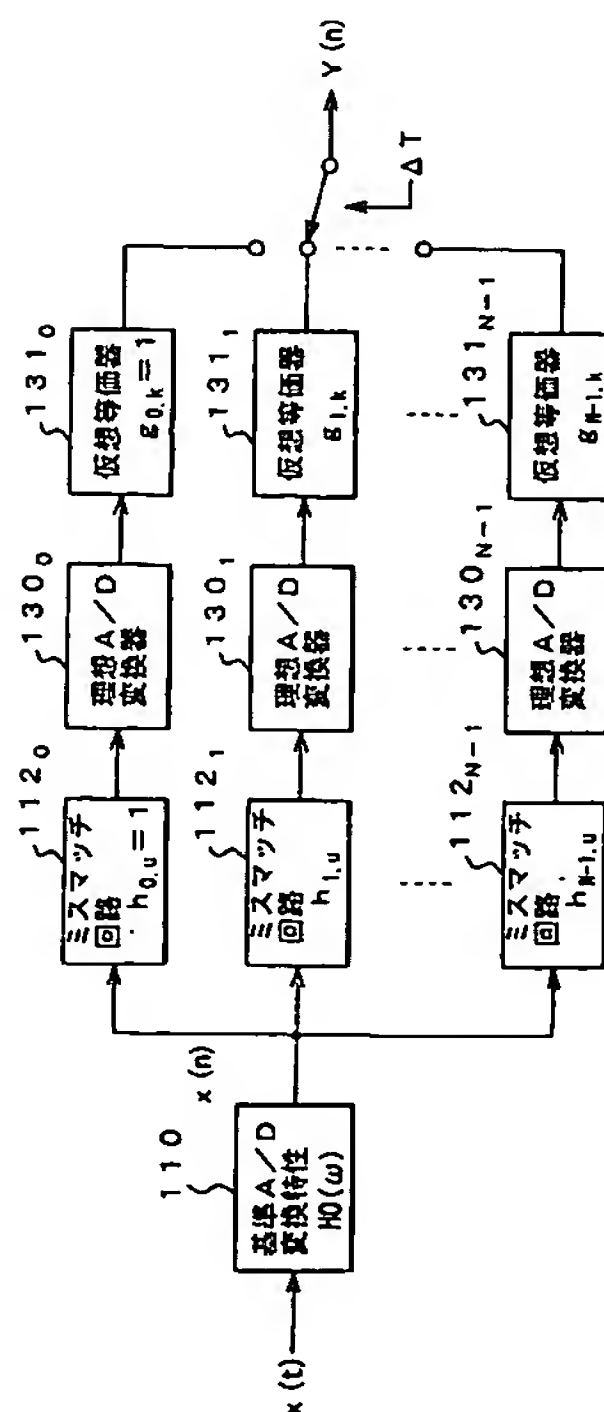 x(t)
110
基準A/D
変換特性
H0(ω)
x(n)
112₀
ミスマッチ
回路
h₀,ᵤ=1
130₀
理想A/D
変換器
131₀
仮想等価器
g₀,ₖ=1
112₁
ミスマッチ
回路
h₁,ᵤ
130₁
理想A/D
変換器
131₁
仮想等価器
g₁,ₖ
112N-1
ミスマッチ
回路
hN-1,u
130N-1
理想A/D
変換器
131N-1
仮想等価器
gN-1,k
ΔT
Y(n)